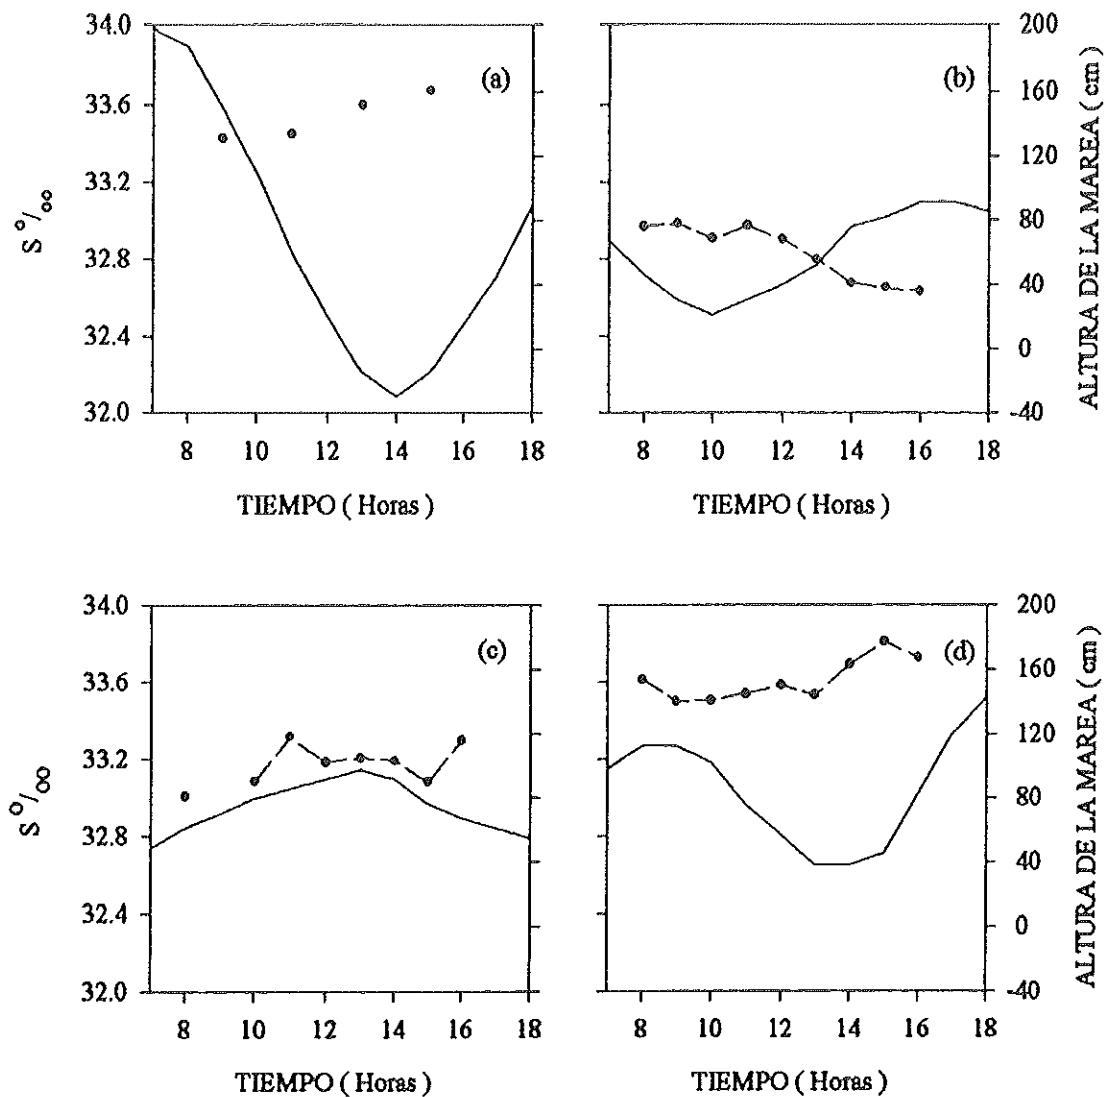 34.0
33.6
33.2
32.8
32.4
32.0
S º/ₒₒ
(a)
8 10 12 14 16 18
TIEMPO ( Horas )
(b)
200
160
120
80
40
0
-40
ALTURA DE LA MAREA ( cm )
8 10 12 14 16 18
TIEMPO ( Horas )
34.0
33.6
33.2
32.8
32.4
32.0
S º/ₒₒ
(c)
8 10 12 14 16 18
TIEMPO ( Horas )
(d)
200
160
120
80
40
0
-40
ALTURA DE LA MAREA ( cm )
8 10 12 14 16 18
TIEMPO ( Horas )